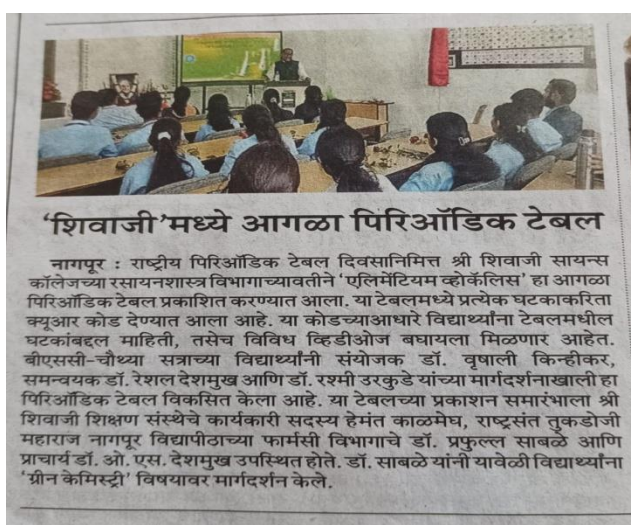 'शिवाजी'मध्ये आगळा पिरिऑडिक टेबल
नागपूर : राष्ट्रीय पिरिऑडिक टेबल दिवसानिमित्त श्री शिवाजी सायन्स
कॉलेजच्या रसायनशास्त्र विभागाच्यावतीने 'एलिमेंटियम व्होकॅलिस' हा आगळा
पिरिऑडिक टेबल प्रकाशित करण्यात आला. या टेबलमध्ये प्रत्येक घटकाकरिता
क्यूआर कोड देण्यात आला आहे. या कोडच्याआधारे विद्यार्थ्यांना टेबलमधील
घटकांबद्दल माहिती, तसेच विविध व्हिडीओज बघायला मिळणार आहेत.
बीएससी-चौथ्या सत्राच्या विद्यार्थ्यांनी संयोजक डॉ. वृषाली किन्हीकर,
समन्वयक डॉ. रेशल देशमुख आणि डॉ. रश्मी उरकुडे यांच्या मार्गदर्शनाखाली हा
पिरिऑडिक टेबल विकसित केला आहे. या टेबलच्या प्रकाशन समारंभाला श्री
शिवाजी शिक्षण संस्थेचे कार्यकारी सदस्य हेमंत काळमेघ, राष्ट्रसंत तुकडोजी
महाराज नागपूर विद्यापीठाच्या फार्मसी विभागाचे डॉ. प्रफुल्ल साबळे आणि
प्राचार्य डॉ. ओ. एस. देशमुख उपस्थित होते. डॉ. साबळे यांनी यावेळी विद्यार्थ्यांना
'ग्रीन केमिस्ट्री' विषयावर मार्गदर्शन केले.